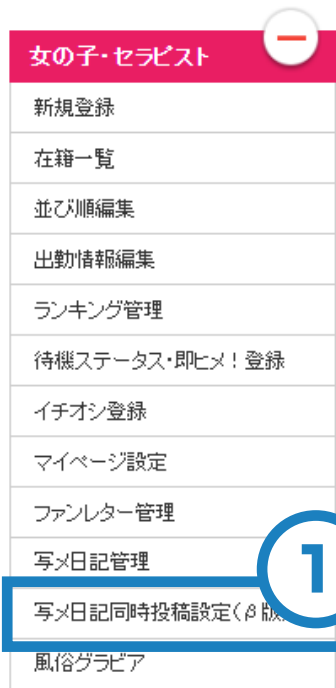 女の子・セラピスト
新規登録
在籍一覧
並び順編集
出勤情報編集
ランキング管理
待機ステータス・即ヒメ!登録
イチオシ登録
マイページ設定
ファンレター管理
写メ日記管理
1
写メ日記同時投稿設定(β版
風俗グラビア